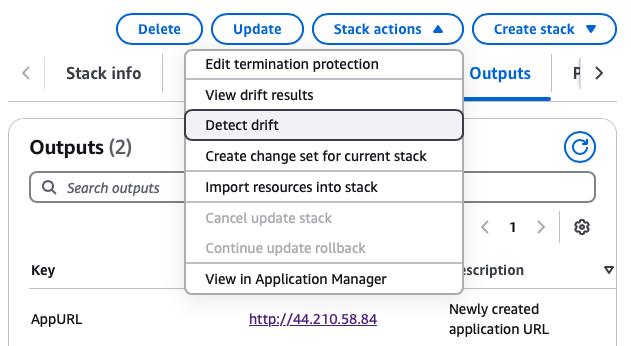 Delete
Update
Stack actions
Create stack
Stack info
Outputs
Edit termination protection
View drift results
Detect drift
Create change set for current stack
Import resources into stack
Cancel update stack
Continue update rollback
View in Application Manager
Outputs (2)
Search outputs
1
Key
AppURL
http://44.210.58.84
Newly created
application URL